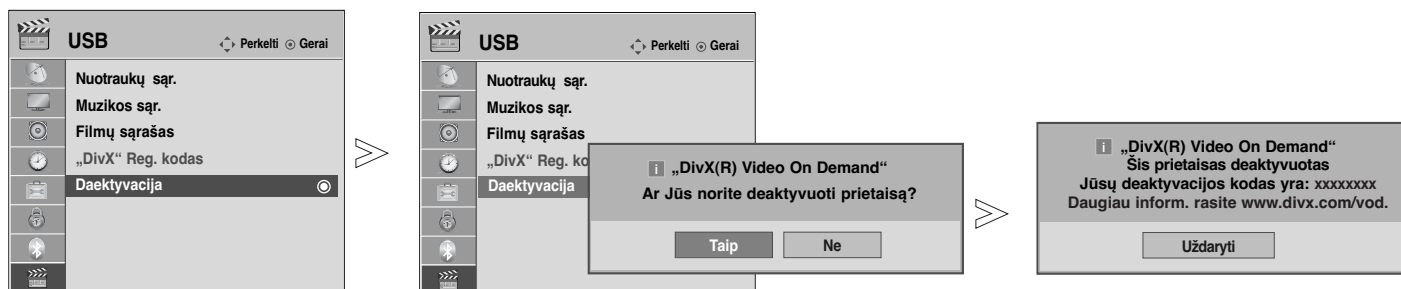 USB
Perkelti Gerai
Nuotraukų sąr.
Muzikos sąr.
Filmų sąrašas
„DivX“ Reg. kodas
Daektyvacija
USB
Perkelti Gerai
Nuotraukų sąr.
Muzikos sąr.
Filmų sąrašas
„DivX“ Reg. ko
Daektyvacija
„DivX(R) Video On Demand“
Ar Jūs norite deaktyvuoti prietaisą?
Taip Ne
„DivX(R) Video On Demand“
Šis prietaisas deaktyvuotas
Jūsų deaktyvacijos kodas yra: xxxxxxxx
Daugiau inform. rasite www.divx.com/vod.
Uždaryti